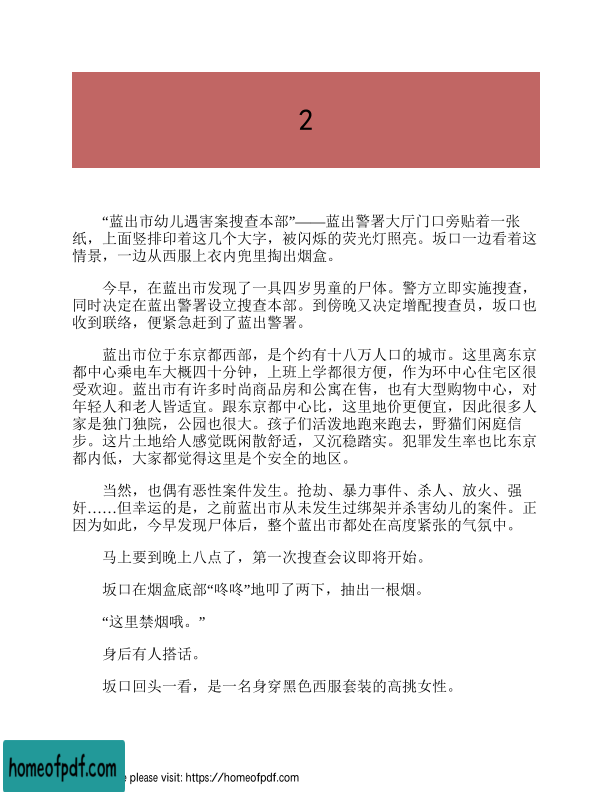 2
“蓝出市幼儿遇害案搜查本部”——蓝出警署大厅门口旁贴着一张
纸，上面竖排印着这几个大字，被闪烁的荧光灯照亮。坂口一边看着这
情景，一边从西服上衣内兜里掏出烟盒。
今早，在蓝出市发现了一具四岁男童的尸体。警方立即实施搜查，
同时决定在蓝出警署设立搜查本部。到傍晚又决定增配搜查员，坂口也
收到联络，便紧急赶到了蓝出警署。
蓝出市位于东京都西部，是个约有十八万人口的城市。这里离东京
都中心乘电车大概四十分钟，上班上学都很方便，作为环中心住宅区很
受欢迎。蓝出市有许多时尚商品房和公寓在售，也有大型购物中心，对
年轻人和老人皆适宜。跟东京都中心比，这里地价更便宜，因此很多人
家是独门独院，公园也很大。孩子们活泼地跑来跑去，野猫们闲庭信
步。这片土地给人感觉既闲散舒适，又沉稳踏实。犯罪发生率也比东京
都内低，大家都觉得这里是个安全的地区。
当然，也偶有恶性案件发生。抢劫、暴力事件、杀人、放火、强
奸……但幸运的是，之前蓝出市从未发生过绑架并杀害幼儿的案件。正
因为如此，今早发现尸体后，整个蓝出市都处在高度紧张的气氛中。
马上要到晚上八点了，第一次搜查会议即将开始。
坂口在烟盒底部“咚咚”地叩了两下，抽出一根烟。
“这里禁烟哦。”
身后有人搭话。
坂口回头一看，是一名身穿黑色西服套装的高挑女性。
homeofpdf.com
e please visit: https://homeofpdf.com